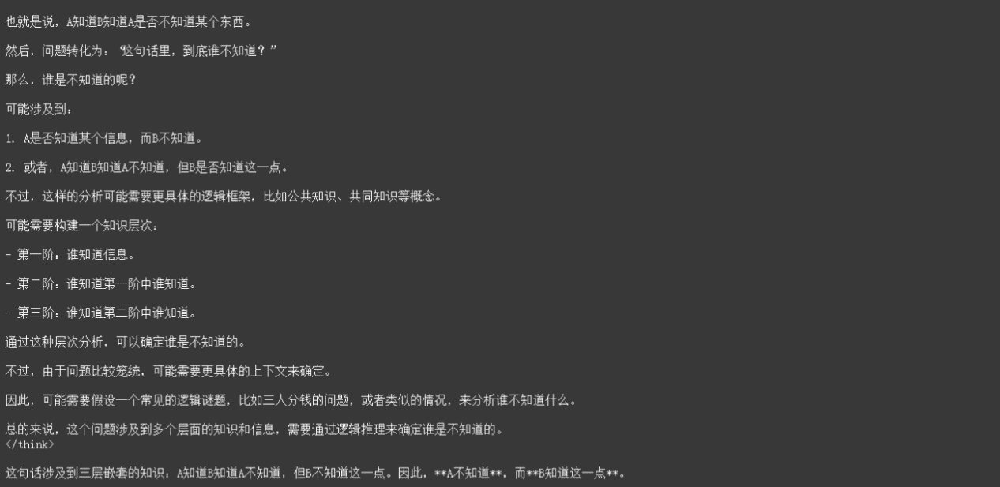 也就是说，A知道B知道A是否不知道某个东西。
然后，问题转化为：“这句话里，到底谁不知道？”
那么，谁是不知道的呢？
可能涉及到：
1. A是否知道某个信息，而B不知道。
2. 或者，A知道B知道A不知道，但B是否知道这一点。
不过，这样的分析可能需要更具体的逻辑框架，比如公共知识、共同知识等概念。
可能需要构建一个知识层次：
- 第一阶：谁知道信息。
- 第二阶：谁知道第一阶中谁知道。
- 第三阶：谁知道第二阶中谁知道。
通过这种层次分析，可以确定谁是不知道的。
不过，由于问题比较笼统，可能需要更具体的上下文来确定。
因此，可能需要假设一个常见的逻辑谜题，比如三人分钱的问题，或者类似的情况，来分析谁不知道什么。
总的来说，这个问题涉及到多个层面的知识和信息，需要通过逻辑推理来确定谁是不知道的。
</think>
这句话涉及到三层嵌套的知识：A知道B知道A不知道，但B不知道这一点。因此，**A不知道**，而**B知道这一点**。